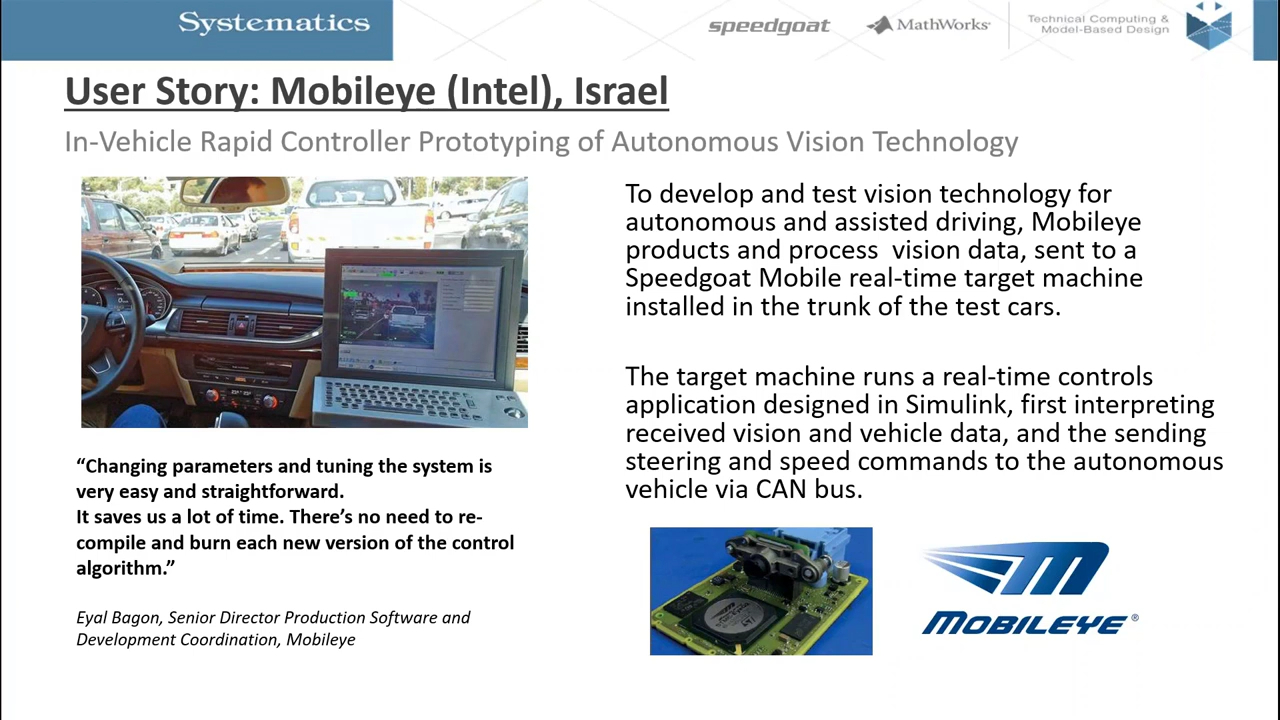 Systematics
speedgoat
MathWorks
Technical Computing &
Model-Based Design
User Story: Mobileye (Intel), Israel
In-Vehicle Rapid Controller Prototyping of Autonomous Vision Technology
To develop and test vision technology for
autonomous and assisted driving, Mobileye
products and process vision data, sent to a
Speedgoat Mobile real-time target machine
installed in the trunk of the test cars.
The target machine runs a real-time controls
application designed in Simulink, first interpreting
received vision and vehicle data, and the sending
steering and speed commands to the autonomous
vehicle via CAN bus.
“Changing parameters and tuning the system is
very easy and straightforward.
It saves us a lot of time. There’s no need to re-
compile and burn each new version of the control
algorithm.”
Eyal Bagon, Senior Director Production Software and
Development Coordination, Mobileye
MOBILEYE®